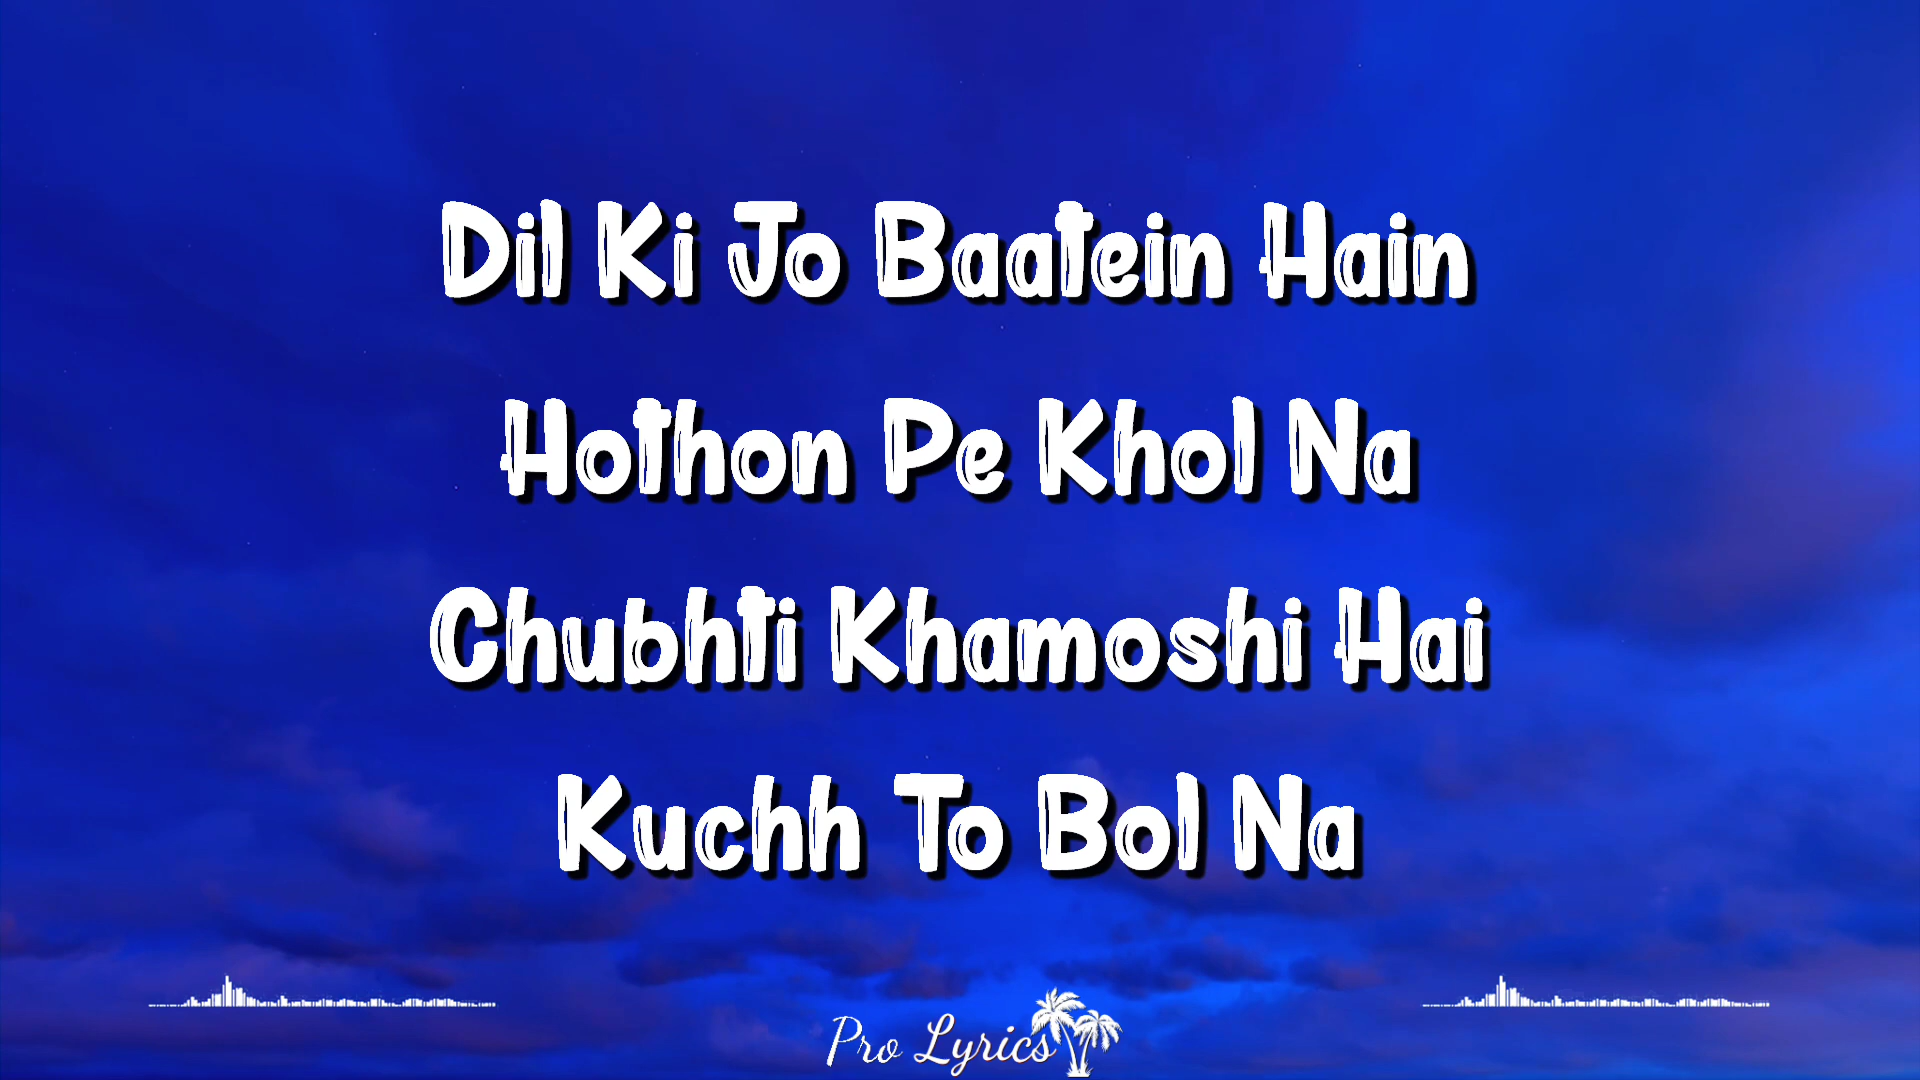 Dil Ki Jo Baatein Hain
Hothon Pe Khol Na
Chubhti Khamoshi Hai
Kuchh To Bol Na
Pro Lyrics